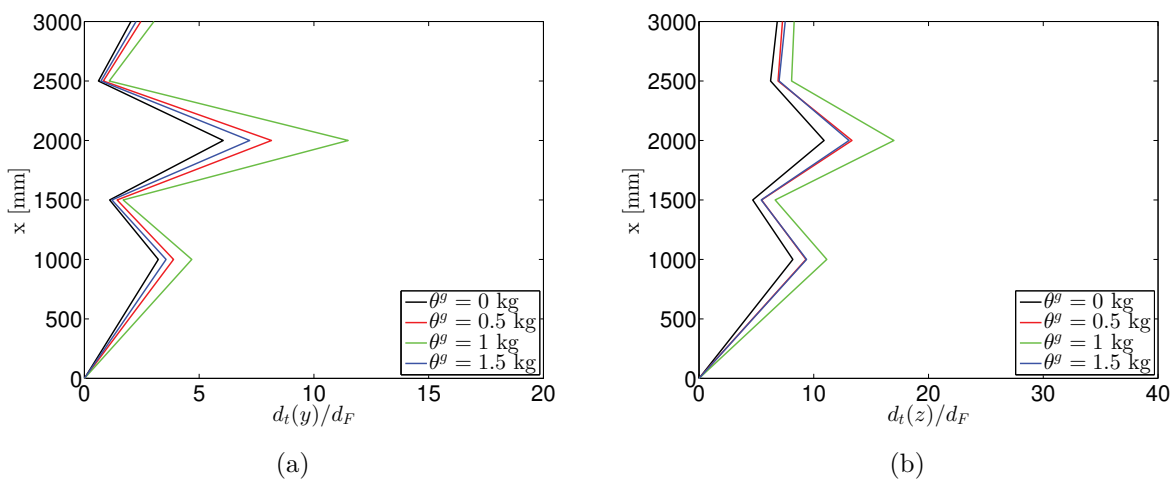 3000
2500
2000
1500
1000
500
0
x [mm]
0 5 10 15 20
d_t(y)/d_F
θ^g = 0 kg
θ^g = 0.5 kg
θ^g = 1 kg
θ^g = 1.5 kg
(a)
3000
2500
2000
1500
1000
500
0
x [mm]
0 10 20 30 40
d_t(z)/d_F
θ^g = 0 kg
θ^g = 0.5 kg
θ^g = 1 kg
θ^g = 1.5 kg
(b)